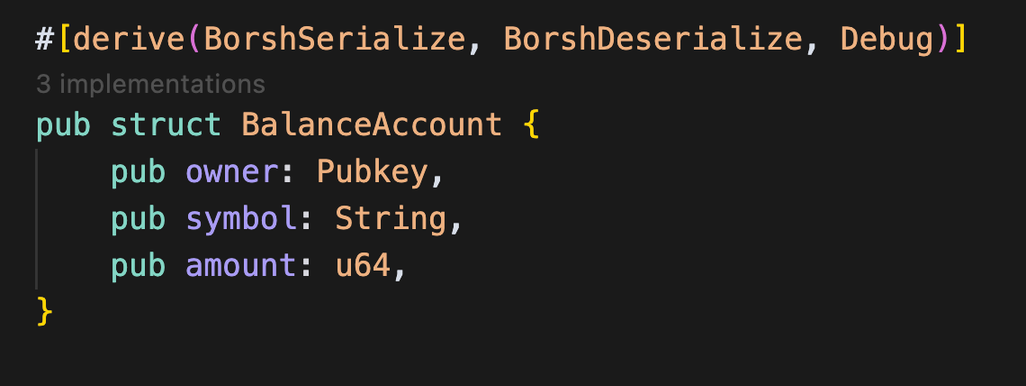 #[derive(BorshSerialize, BorshDeserialize, Debug)]
3 implementations
pub struct BalanceAccount {
    pub owner: Pubkey,
    pub symbol: String,
    pub amount: u64,
}